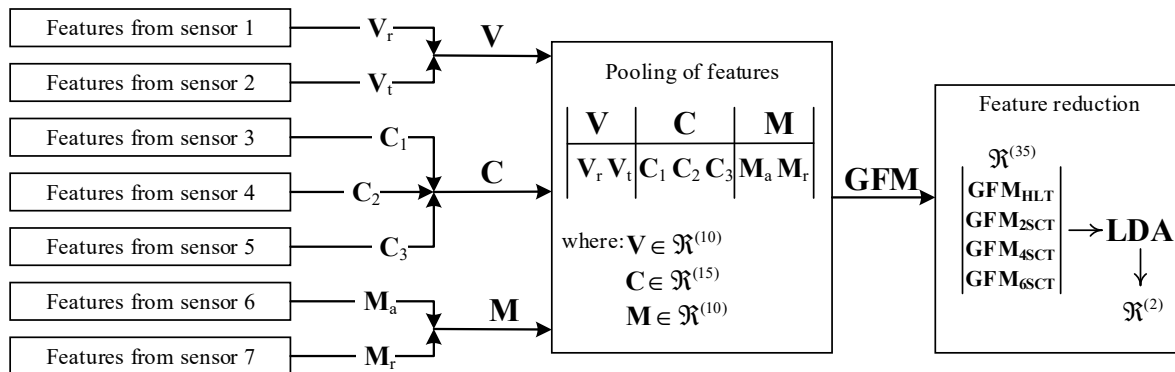 Features from sensor 1
V_r
V
Features from sensor 2
V_t
Features from sensor 3
C_1
Features from sensor 4
C_2
C
Features from sensor 5
C_3
Features from sensor 6
M_a
M
Features from sensor 7
M_r
Pooling of features
V C M
V_r V_t C_1 C_2 C_3 M_a M_r
where: V ∈ ℜ^(10)
C ∈ ℜ^(15)
M ∈ ℜ^(10)
GFM
Feature reduction
ℜ^(35)
GFM_HLT
GFM_2SCT
GFM_4SCT
GFM_6SCT
LDA
ℜ^(2)